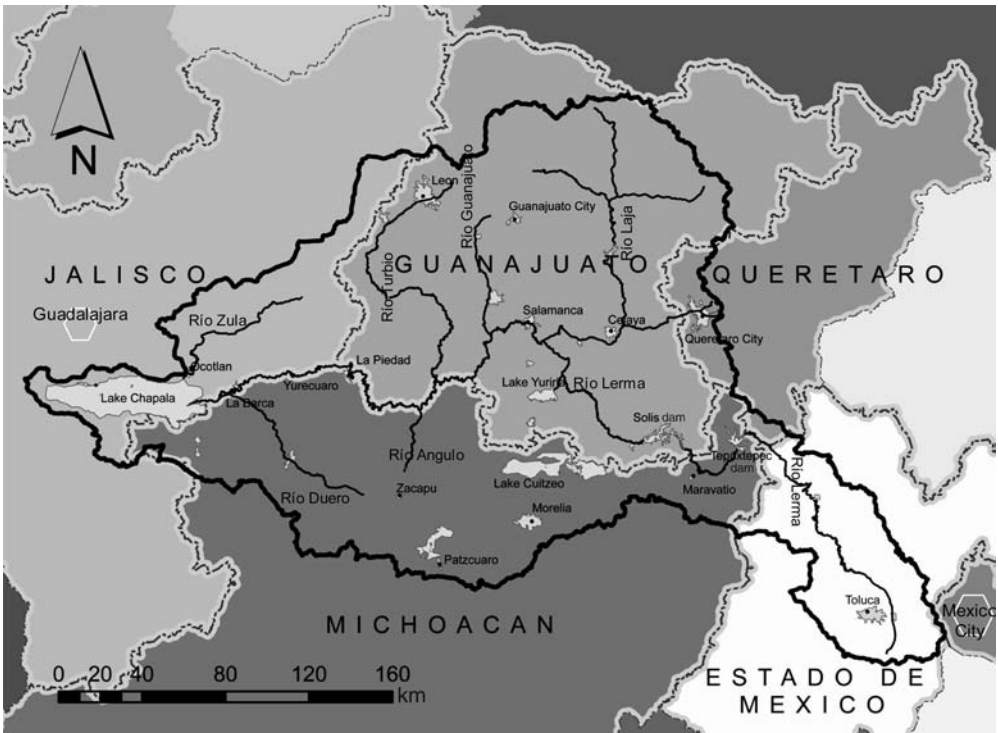 N
Leon
Río Guanajuato
Guanajuato City
Río Laja
JALISCO
Río Turbio
GUANAJUATO
QUERETARO
Guadalajara
Río Zula
Salamanca
Celaya
Queretaro City
Ocotlan
La Piedad
Lake Chapala
La Barca
Yurecuaro
Lake Yuriria
Río Lerma
Solis dam
Río Angulo
Tepuxtepec
dam
Río Lerma
Lake Cuitzeo
Maravatio
Río Duero
Zacapu
Morelia
Patzcuaro
Toluca
Mexico
City
MICHOACAN
0 20 40 80 120 160
km
ESTADO DE
MEXICO